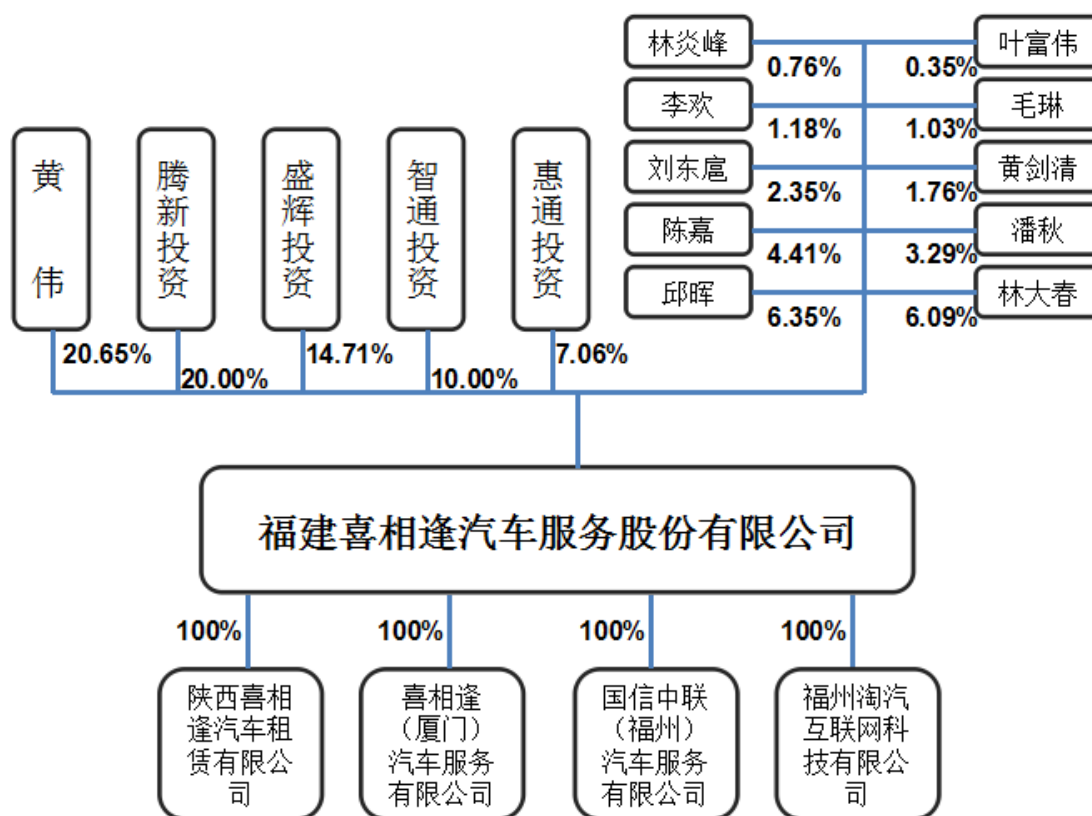 林炎峰
叶富伟
0.76%
0.35%
李欢
毛琳
1.18%
1.03%
刘东扈
黄剑清
2.35%
1.76%
陈嘉
潘秋
4.41%
3.29%
邱晖
林大春
6.35%
6.09%
黄伟
腾新投资
盛辉投资
智通投资
惠通投资
20.65%
20.00%
14.71%
10.00%
7.06%
福建喜相逢汽车服务股份有限公司
100%
100%
100%
100%
陕西喜相
逢汽车租
赁有限公
司
喜相逢
（厦门）
汽车服务
有限公司
国信中联
（福州）
汽车服务
有限公司
福州淘汽
互联网科
技有限公
司